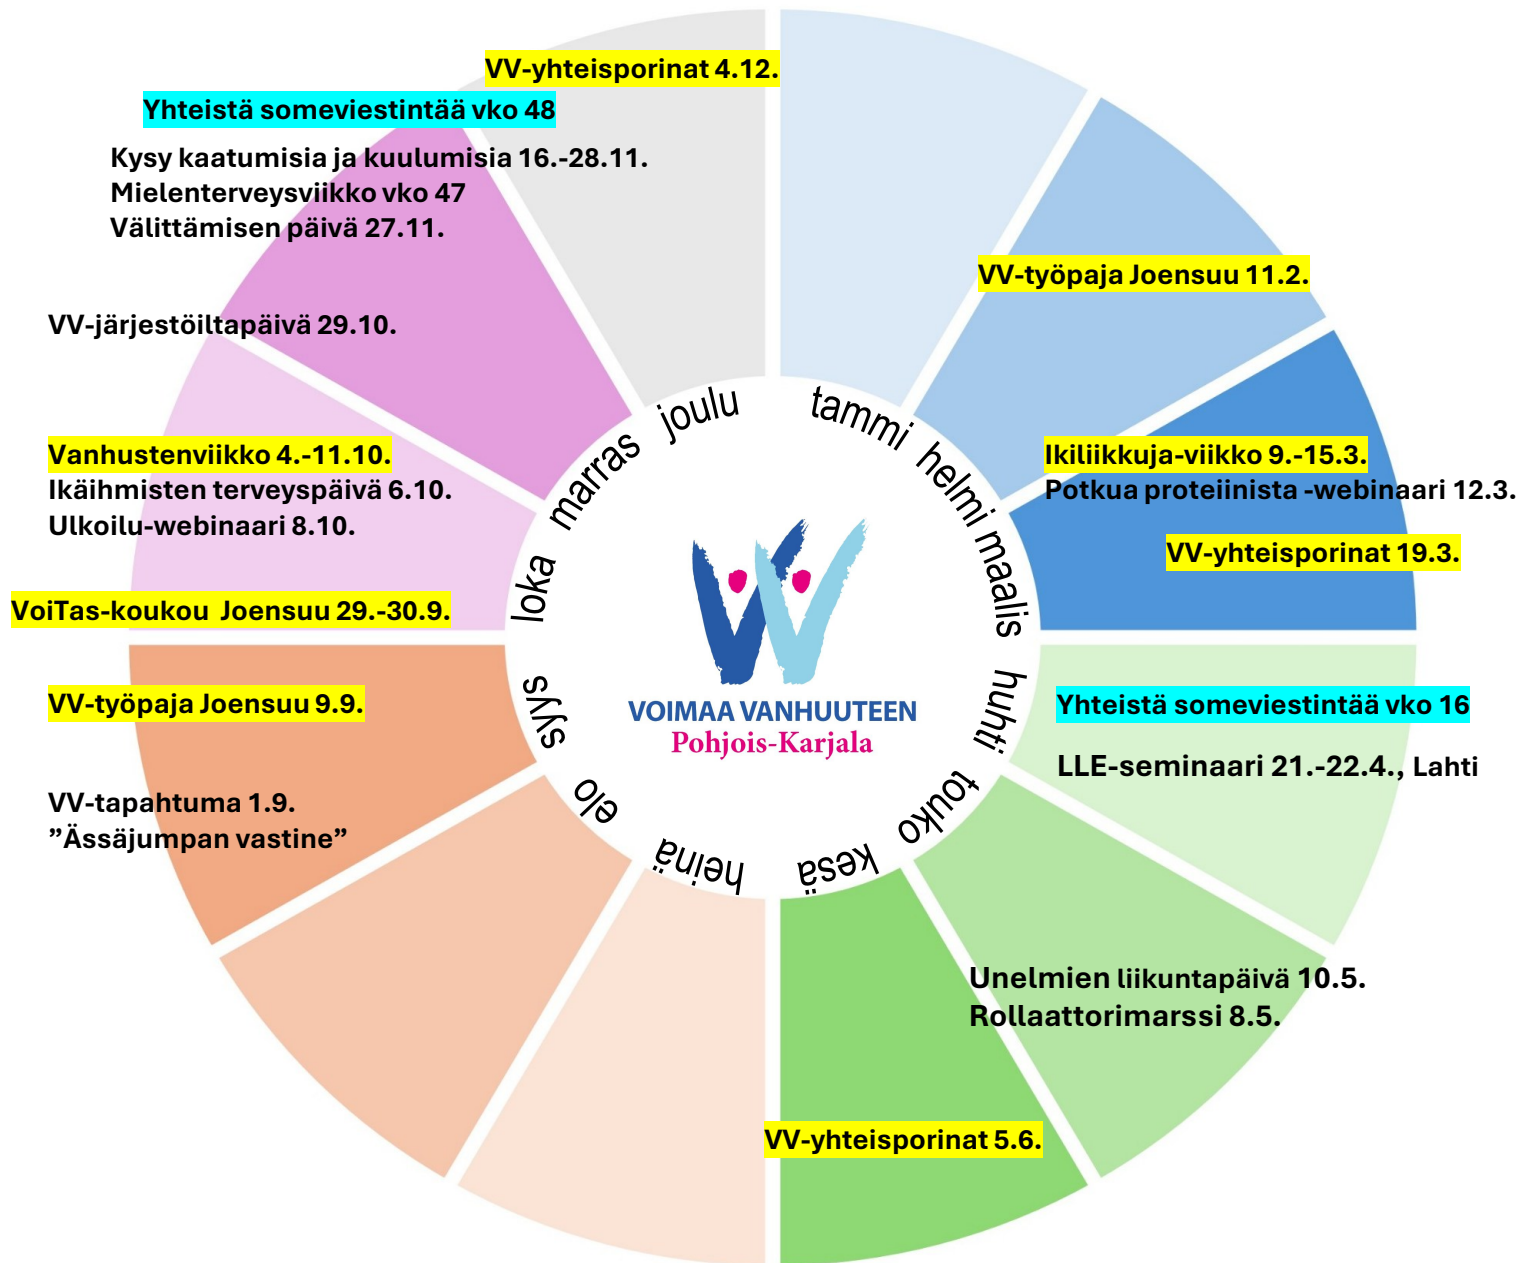 VV-yhteisporinat 4.12.
Yhteistä someviestintää vko 48
Kysy kaatumisia ja kuulumisia 16.-28.11.
Mielenterveysviikko vko 47
Välittämisen päivä 27.11.
VV-järjestöiltapäivä 29.10.
Vanhustenviikko 4.-11.10.
Ikäihmisten terveyspäivä 6.10.
Ulkoilu-webinaari 8.10.
VoiTas-koukou Joensuu 29.-30.9.
VV-työpaja Joensuu 9.9.
VV-tapahtuma 1.9.
”Ässäjumpan vastine”
VV-työpaja Joensuu 11.2.
Ikiliikkuja-viikko 9.-15.3.
Potkua proteiinista -webinaari 12.3.
VV-yhteisporinat 19.3.
Yhteistä someviestintää vko 16
LLE-seminaari 21.-22.4., Lahti
Unelmien liikuntapäivä 10.5.
Rollaattorimarssi 8.5.
VV-yhteisporinat 5.6.
tammi
helmi
maalis
huhti
touko
kesä
heinä
elo
syys
loka
marras
joulu
VOIMAA VANHUUTEEN
Pohjois-Karjala